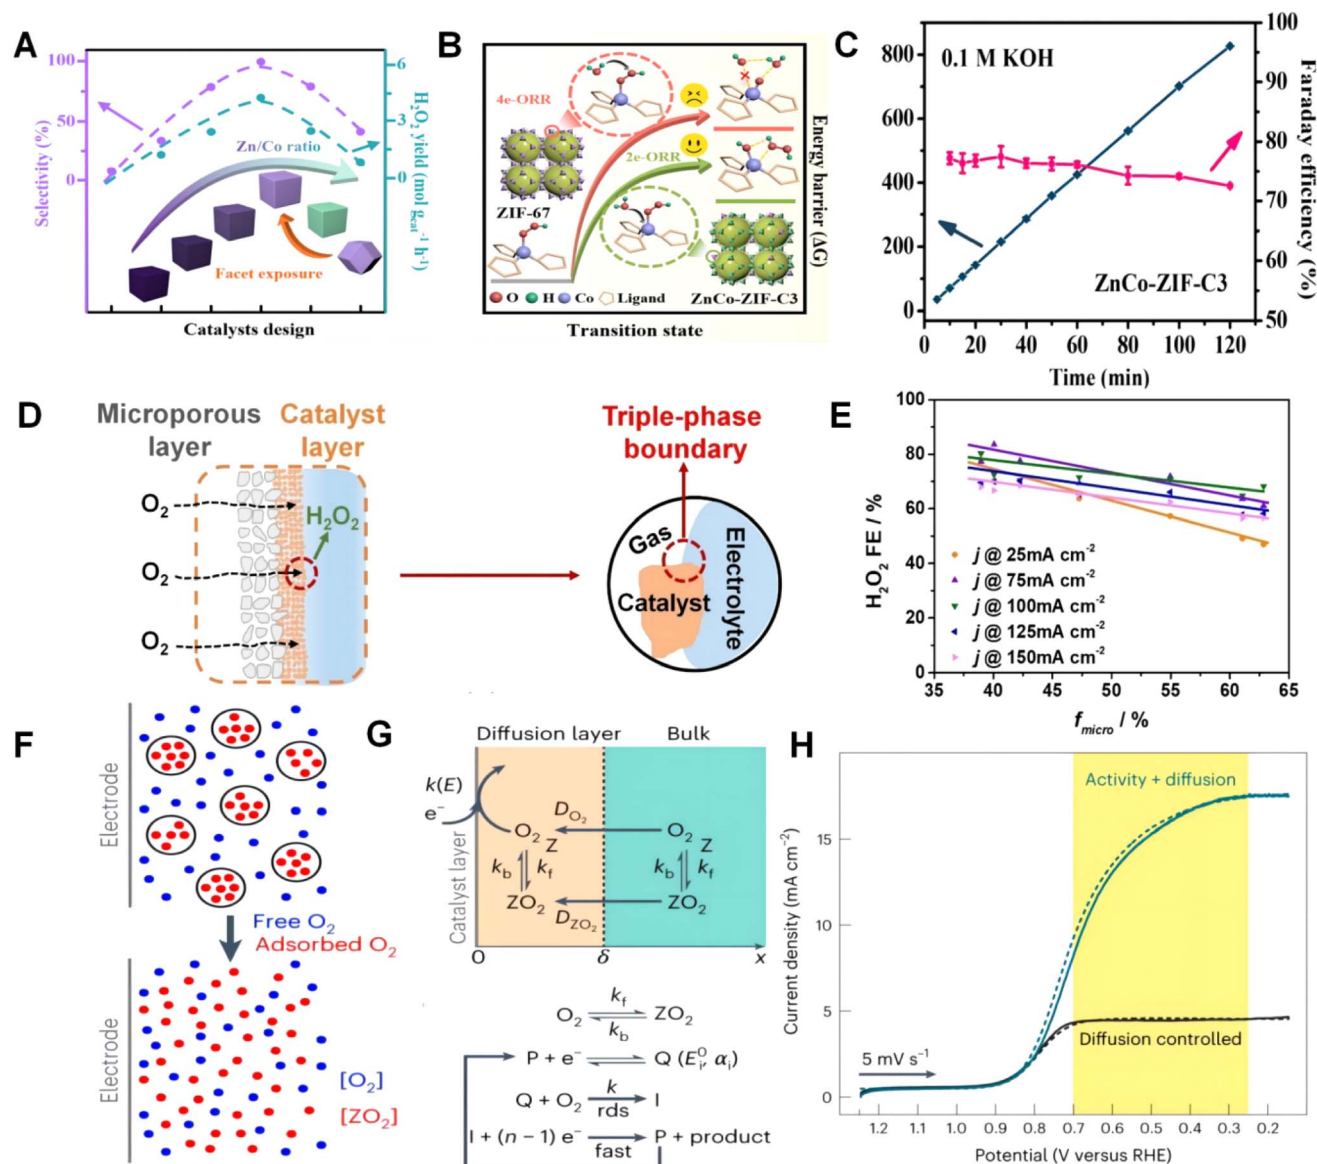 A
100
50
0
Selectivity (%)
Zn/Co ratio
Facet exposure
6
3
0
H₂O₂ yield (mol gcat⁻¹ h⁻¹)
Catalysts design
B
4e-ORR
2e-ORR
ZIF-67
ZnCo-ZIF-C3
O H Co Ligand
Energy barrier (ΔG)
Transition state
C
800
600
400
200
0
0.1 M KOH
ZnCo-ZIF-C3
100
90
80
70
60
50
Faraday efficiency (%)
0 20 40 60 80 100 120
Time (min)
D
Microporous
layer
Catalyst
layer
O₂
O₂
O₂
H₂O₂
Triple-phase
boundary
Gas
Catalyst
Electrolyte
E
100
80
60
40
20
0
H₂O₂ FE / %
j @ 25mA cm⁻²
j @ 75mA cm⁻²
j @ 100mA cm⁻²
j @ 125mA cm⁻²
j @ 150mA cm⁻²
35 40 45 50 55 60 65
fmicro / %
F
Electrode
Free O₂
Adsorbed O₂
Electrode
[O₂]
[ZO₂]
G
Diffusion layer Bulk
k(E)
e⁻
Catalyst layer
O₂ Z
DO₂
O₂ Z
kb kf
kb kf
ZO₂
DZO₂
ZO₂
0 δ x
O₂ kf kb ZO₂
P + e⁻ Q (Ei⁰, αi)
Q + O₂ k rds I
I + (n − 1) e⁻ fast P + product
H
15
10
5
0
Current density (mA cm⁻²)
Activity + diffusion
Diffusion controlled
5 mV s⁻¹
1.2 1.1 1.0 0.9 0.8 0.7 0.6 0.5 0.4 0.3 0.2
Potential (V versus RHE)